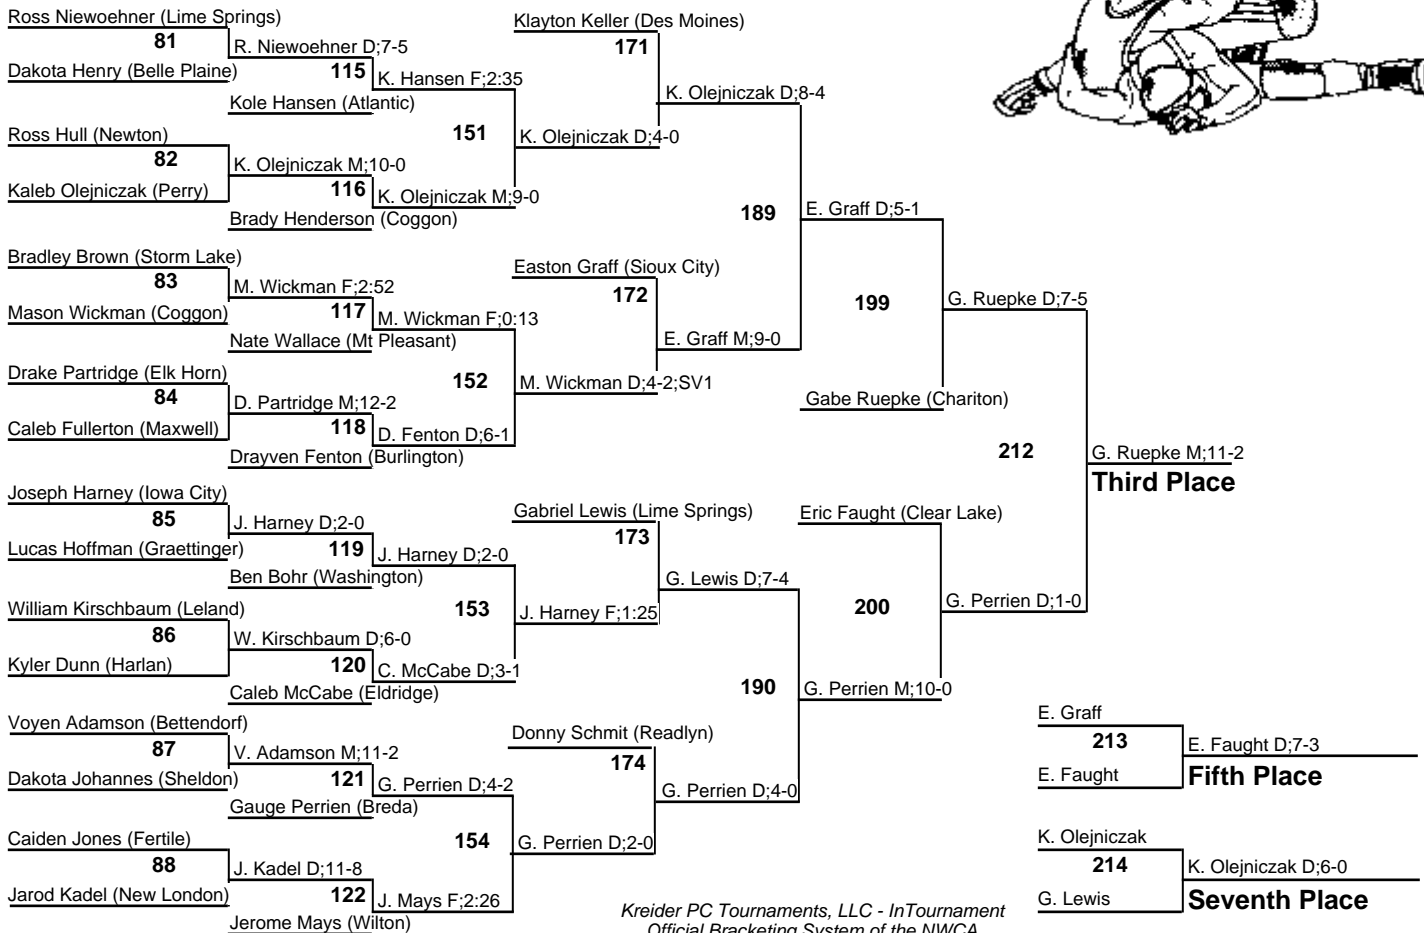 Ross Niewoehner (Lime Springs)
81
R. Niewoehner D;7-5
Dakota Henry (Belle Plaine)
115
K. Hansen F;2:35
Kole Hansen (Atlantic)
151
K. Olejniczak D;4-0
Ross Hull (Newton)
82
K. Olejniczak M;10-0
Kaleb Olejniczak (Perry)
116
K. Olejniczak M;9-0
Brady Henderson (Coggon)
Bradley Brown (Storm Lake)
83
M. Wickman F;2:52
Mason Wickman (Coggon)
117
M. Wickman F;0:13
Nate Wallace (Mt Pleasant)
152
M. Wickman D;4-2;SV1
Drake Partridge (Elk Horn)
84
D. Partridge M;12-2
Caleb Fullerton (Maxwell)
118
D. Fenton D;6-1
Drayven Fenton (Burlington)
Joseph Harney (Iowa City)
85
J. Harney D;2-0
Lucas Hoffman (Graettinger)
119
J. Harney D;2-0
Ben Bohr (Washington)
153
J. Harney F;1:25
William Kirschbaum (Leland)
86
W. Kirschbaum D;6-0
Kyler Dunn (Harlan)
120
C. McCabe D;3-1
Caleb McCabe (Eldridge)
Voyen Adamson (Bettendorf)
87
V. Adamson M;11-2
Dakota Johannes (Sheldon)
121
G. Perrien D;4-2
Gauge Perrien (Breda)
154
G. Perrien D;2-0
Caiden Jones (Fertile)
88
J. Kadel D;11-8
Jarod Kadel (New London)
122
J. Mays F;2:26
Jerome Mays (Wilton)
Klayton Keller (Des Moines)
171
K. Olejniczak D;8-4
189
E. Graff D;5-1
Easton Graff (Sioux City)
172
E. Graff M;9-0
199
G. Ruepke D;7-5
Gabe Ruepke (Chariton)
212
G. Ruepke M;11-2
Third Place
Gabriel Lewis (Lime Springs)
173
G. Lewis D;7-4
Eric Faught (Clear Lake)
200
G. Perrien D;1-0
190
G. Perrien M;10-0
Donny Schmit (Readlyn)
174
G. Perrien D;4-0
E. Graff
213
E. Faught D;7-3
E. Faught
Fifth Place
K. Olejniczak
214
K. Olejniczak D;6-0
G. Lewis
Seventh Place
Kreider PC Tournaments, LLC - InTournament
Official Bracketing System of the NWCA